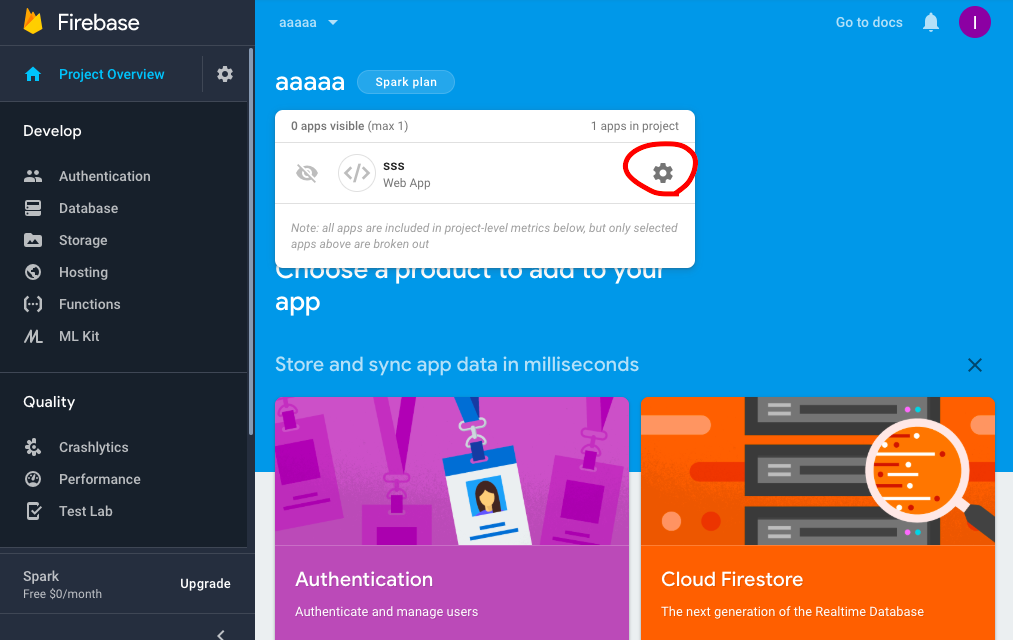 Firebase
Project Overview
Develop
Authentication
Database
Storage
Hosting
Functions
ML Kit
Quality
Crashlytics
Performance
Test Lab
Spark
Free $0/month
Upgrade
aaaaa
Go to docs
I
aaaaa
Spark plan
0 apps visible (max 1)
1 apps in project
sss
Web App
Note: all apps are included in project-level metrics below, but only selected
apps above are broken out
Choose a product to add to your
app
Store and sync app data in milliseconds
Authentication
Authenticate and manage users
Cloud Firestore
The next generation of the Realtime Database